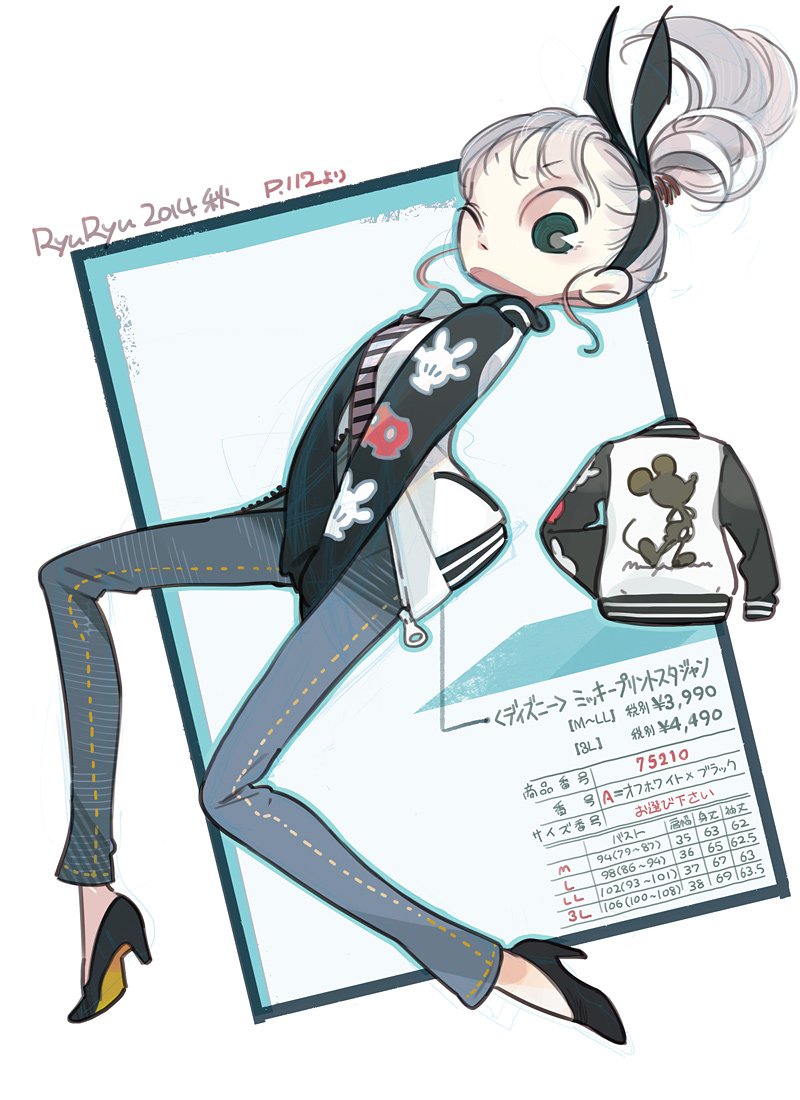 RyuRyu 2014 秋 P.112より
〈ディズニー〉 ミッキープリントスタジャン
【M〜LL】 税別 ¥3,990
【3L】 税別 ¥4,490
商品番号 75210
番号 A=オフホワイト×ブラック
サイズ番号 お選び下さい
バスト 肩幅 身丈 袖丈
M 94(79〜87) 35 63 62
L 98(86〜94) 36 65 62.5
LL 102(93〜101) 37 67 63
3L 106(100〜108) 38 69 63.5